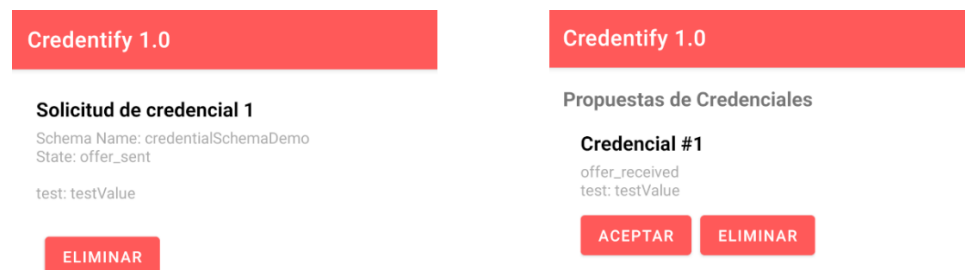 Credentify 1.0
Solicitud de credencial 1
Schema Name: credentialSchemaDemo
State: offer_sent
test: testValue
ELIMINAR
Credentify 1.0
Propuestas de Credenciales
Credencial #1
offer_received
test: testValue
ACEPTAR ELIMINAR